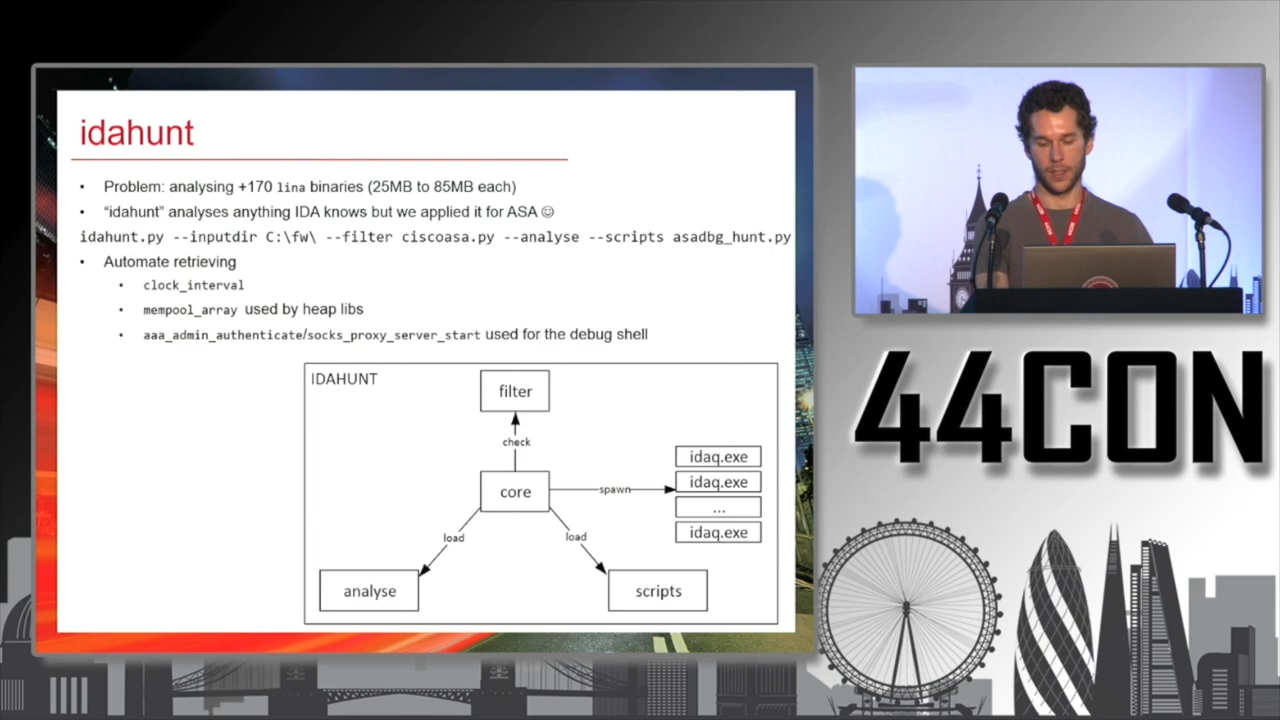 idahunt
• Problem: analysing +170 lina binaries (25MB to 85MB each)
• “idahunt” analyses anything IDA knows but we applied it for ASA ☺
idahunt.py --inputdir C:\fw\ --filter ciscoasa.py --analyse --scripts asadbg_hunt.py
• Automate retrieving
• clock_interval
• mempool_array used by heap libs
• aaa_admin_authenticate/socks_proxy_server_start used for the debug shell
IDAHUNT
filter
check
idaq.exe
core
spawn
idaq.exe
...
idaq.exe
load
load
analyse
scripts
44CON